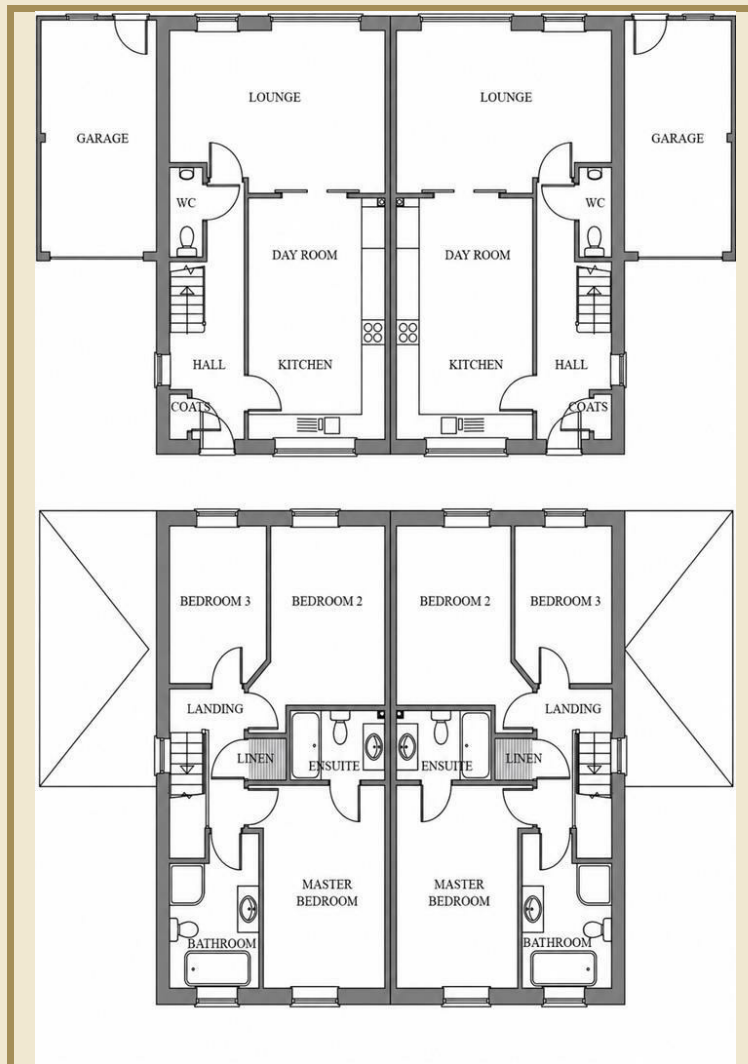 LOUNGE
LOUNGE
GARAGE
GARAGE
WC
WC
DAY ROOM
DAY ROOM
HALL
KITCHEN
KITCHEN
HALL
COATS
COATS
BEDROOM 3
BEDROOM 2
BEDROOM 2
BEDROOM 3
LANDING
LANDING
LINEN
ENSUITE
ENSUITE
LINEN
MASTER
BEDROOM
MASTER
BEDROOM
BATHROOM
BATHROOM